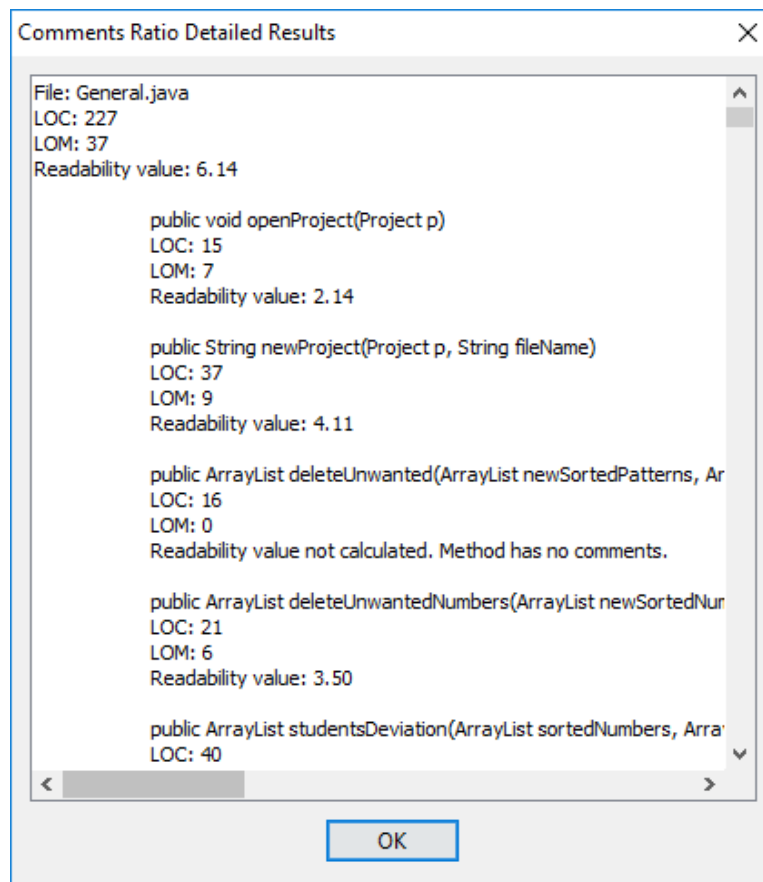 Comments Ratio Detailed Results
File: General.java
LOC: 227
LOM: 37
Readability value: 6.14
public void openProject(Project p)
LOC: 15
LOM: 7
Readability value: 2.14
public String newProject(Project p, String fileName)
LOC: 37
LOM: 9
Readability value: 4.11
public ArrayList deleteUnwanted(ArrayList newSortedPatterns, Ar
LOC: 16
LOM: 0
Readability value not calculated. Method has no comments.
public ArrayList deleteUnwantedNumbers(ArrayList newSortedNum
LOC: 21
LOM: 6
Readability value: 3.50
public ArrayList studentsDeviation(ArrayList sortedNumbers, Arra
LOC: 40
OK